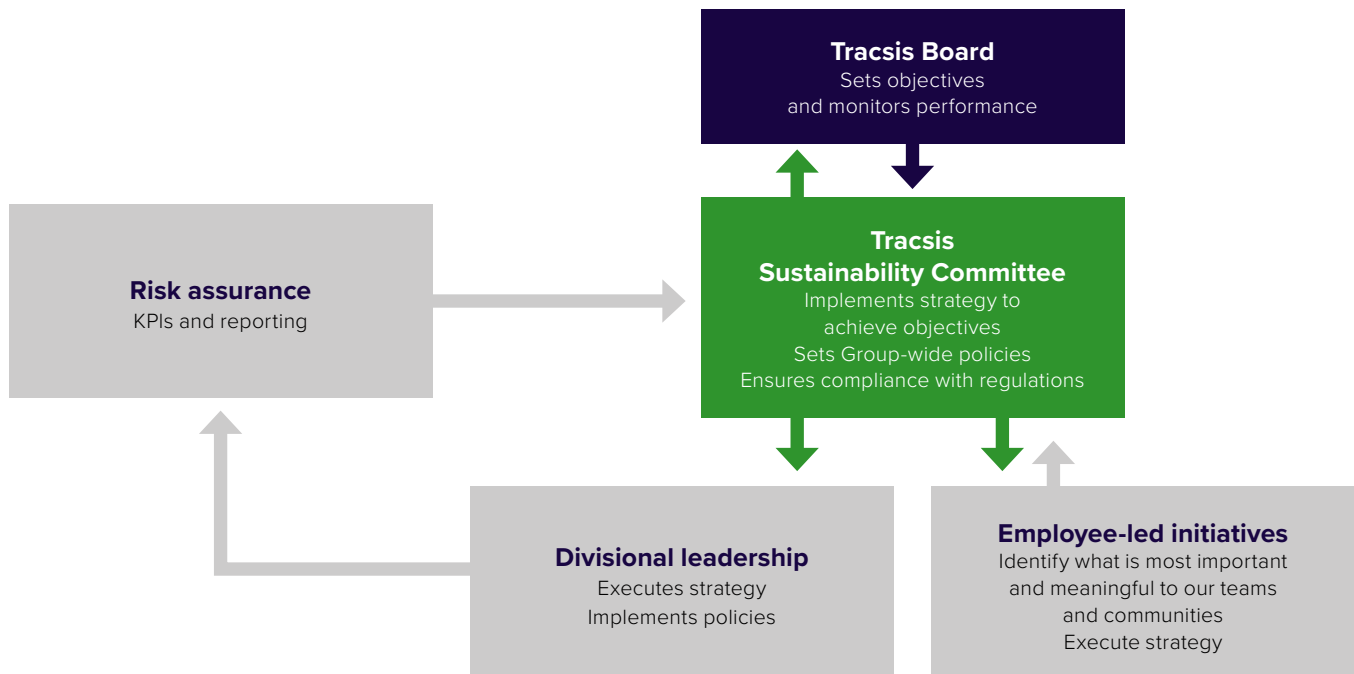 Tracsis Board
Sets objectives
and monitors performance
Tracsis
Sustainability Committee
Implements strategy to
achieve objectives
Sets Group-wide policies
Ensures compliance with regulations
Risk assurance
KPIs and reporting
Divisional leadership
Executes strategy
Implements policies
Employee-led initiatives
Identify what is most important
and meaningful to our teams
and communities
Execute strategy